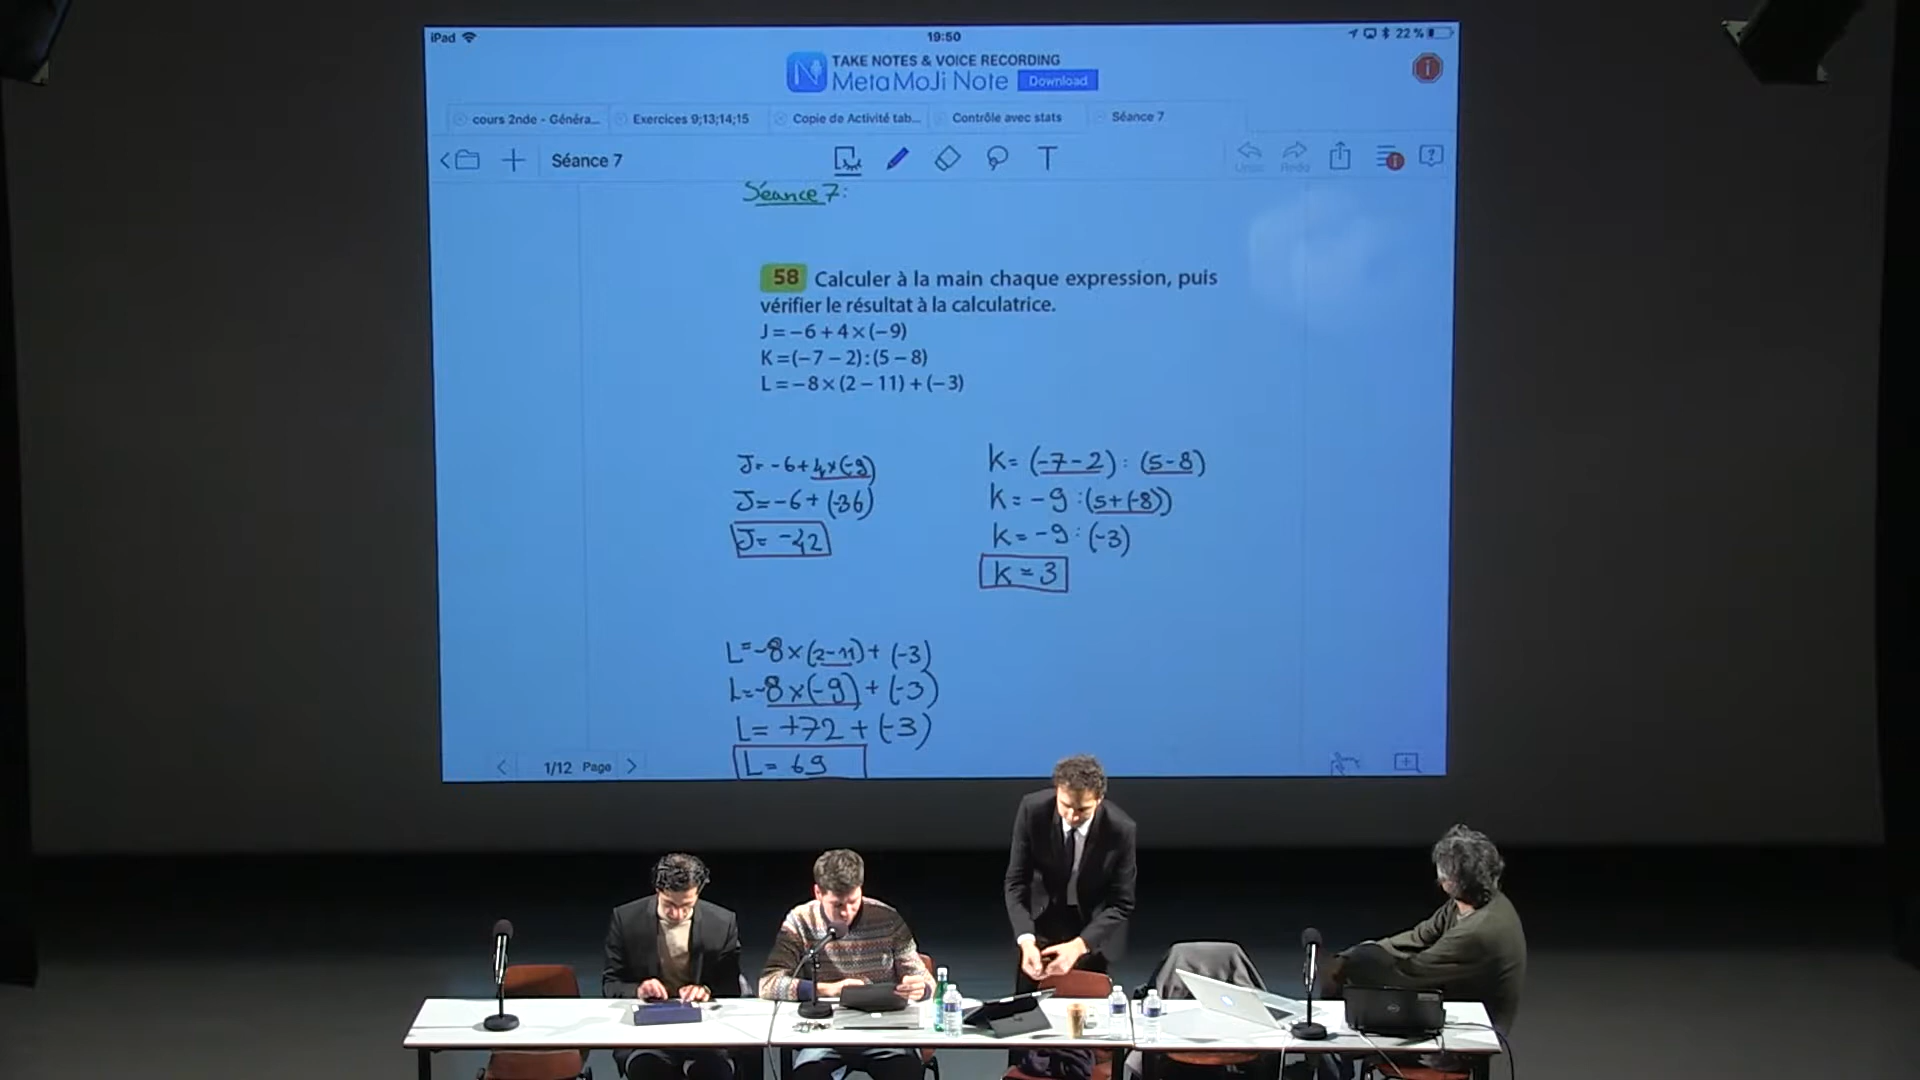 iPad 19:50 22 %
TAKE NOTES & VOICE RECORDING
MetaMoJi Note Download
cours 2nde - Généra... Exercices 9;13;14;15 Copie de Activité tab... Contrôle avec stats Séance 7
Séance 7 T Undo Redo
Séance 7:
58 Calculer à la main chaque expression, puis
vérifier le résultat à la calculatrice.
J = −6 + 4 × (−9)
K = (−7 − 2) : (5 − 8)
L = −8 × (2 − 11) + (−3)
J = -6 + 4 × (-9)
J = -6 + (-36)
J = -42
K = (-7-2) : (5-8)
K = -9 : (5+(-8))
K = -9 : (-3)
K = 3
L = -8 × (2-11) + (-3)
L = -8 × (-9) + (-3)
L = +72 + (-3)
L = 69
1/12 Page